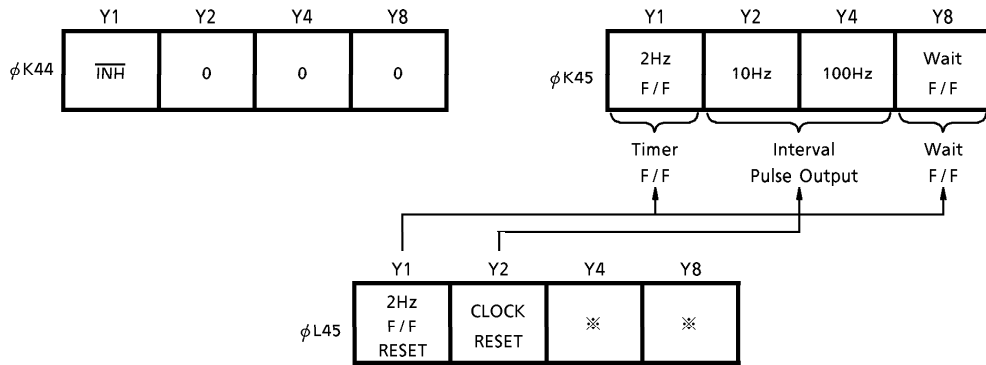 Y1 Y2 Y4 Y8
ϕK44 I̅N̅H̅ 0 0 0
Y1 Y2 Y4 Y8
ϕK45
2Hz
F/F
10Hz
100Hz
Wait
F/F
Timer
F/F
Interval
Pulse Output
Wait
F/F
Y1 Y2 Y4 Y8
ϕL45
2Hz
F/F
RESET
CLOCK
RESET
※
※